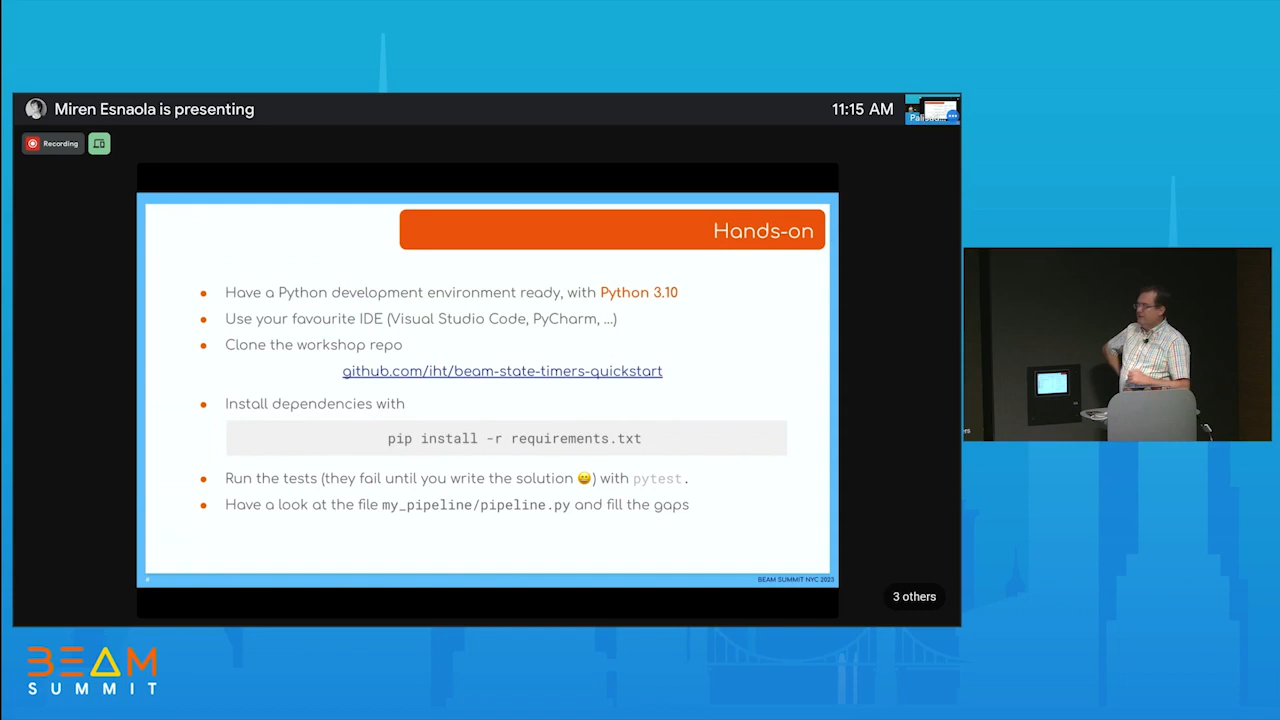 Miren Esnaola is presenting
11:15 AM
Recording
Hands-on
● Have a Python development environment ready, with Python 3.10
● Use your favourite IDE (Visual Studio Code, PyCharm, ...)
● Clone the workshop repo
github.com/iht/beam-state-timers-quickstart
● Install dependencies with
pip install -r requirements.txt
● Run the tests (they fail until you write the solution 😀) with pytest.
● Have a look at the file my_pipeline/pipeline.py and fill the gaps
BEAM SUMMIT NYC 2023
3 others
BEAM
SUMMIT